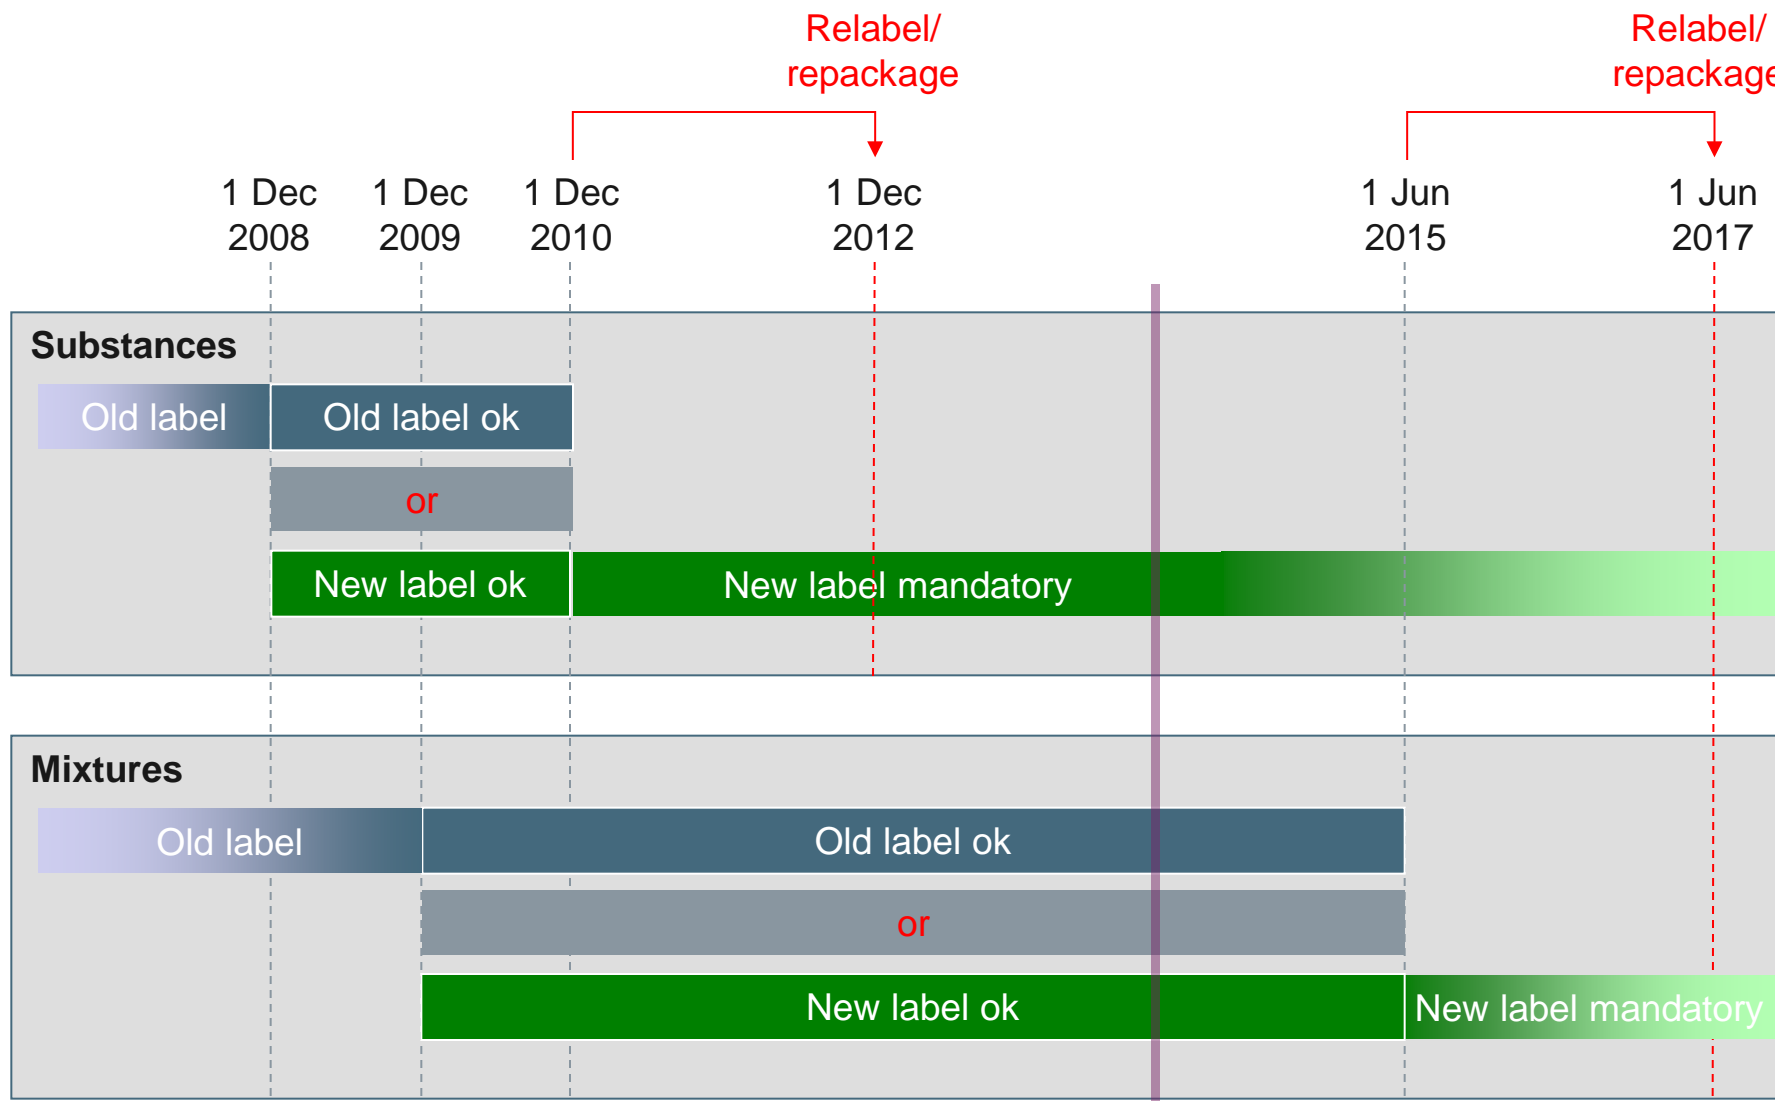 Relabel/
repackage
Relabel/
repackage
1 Dec
2008
1 Dec
2009
1 Dec
2010
1 Dec
2012
1 Jun
2015
1 Jun
2017
Substances
Old label
Old label ok
or
New label ok
New label mandatory
Mixtures
Old label
Old label ok
or
New label ok
New label mandatory